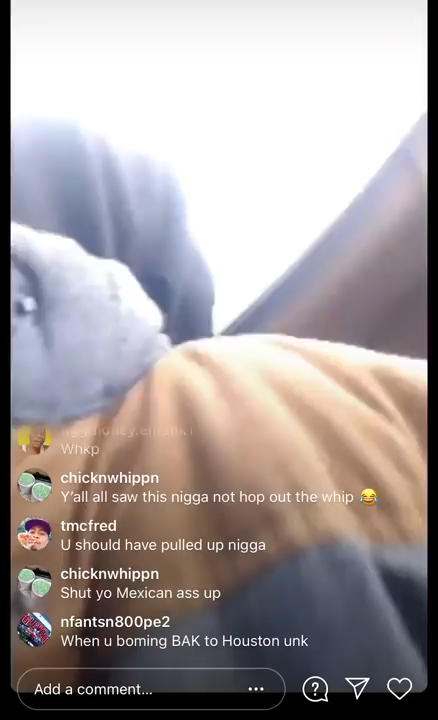 Whkp
chicknwhippn
Y'all all saw this nigga not hop out the whip 😂
tmcfred
U should have pulled up nigga
chicknwhippn
Shut yo Mexican ass up
nfantsn800pe2
When u boming BAK to Houston unk
Add a comment...